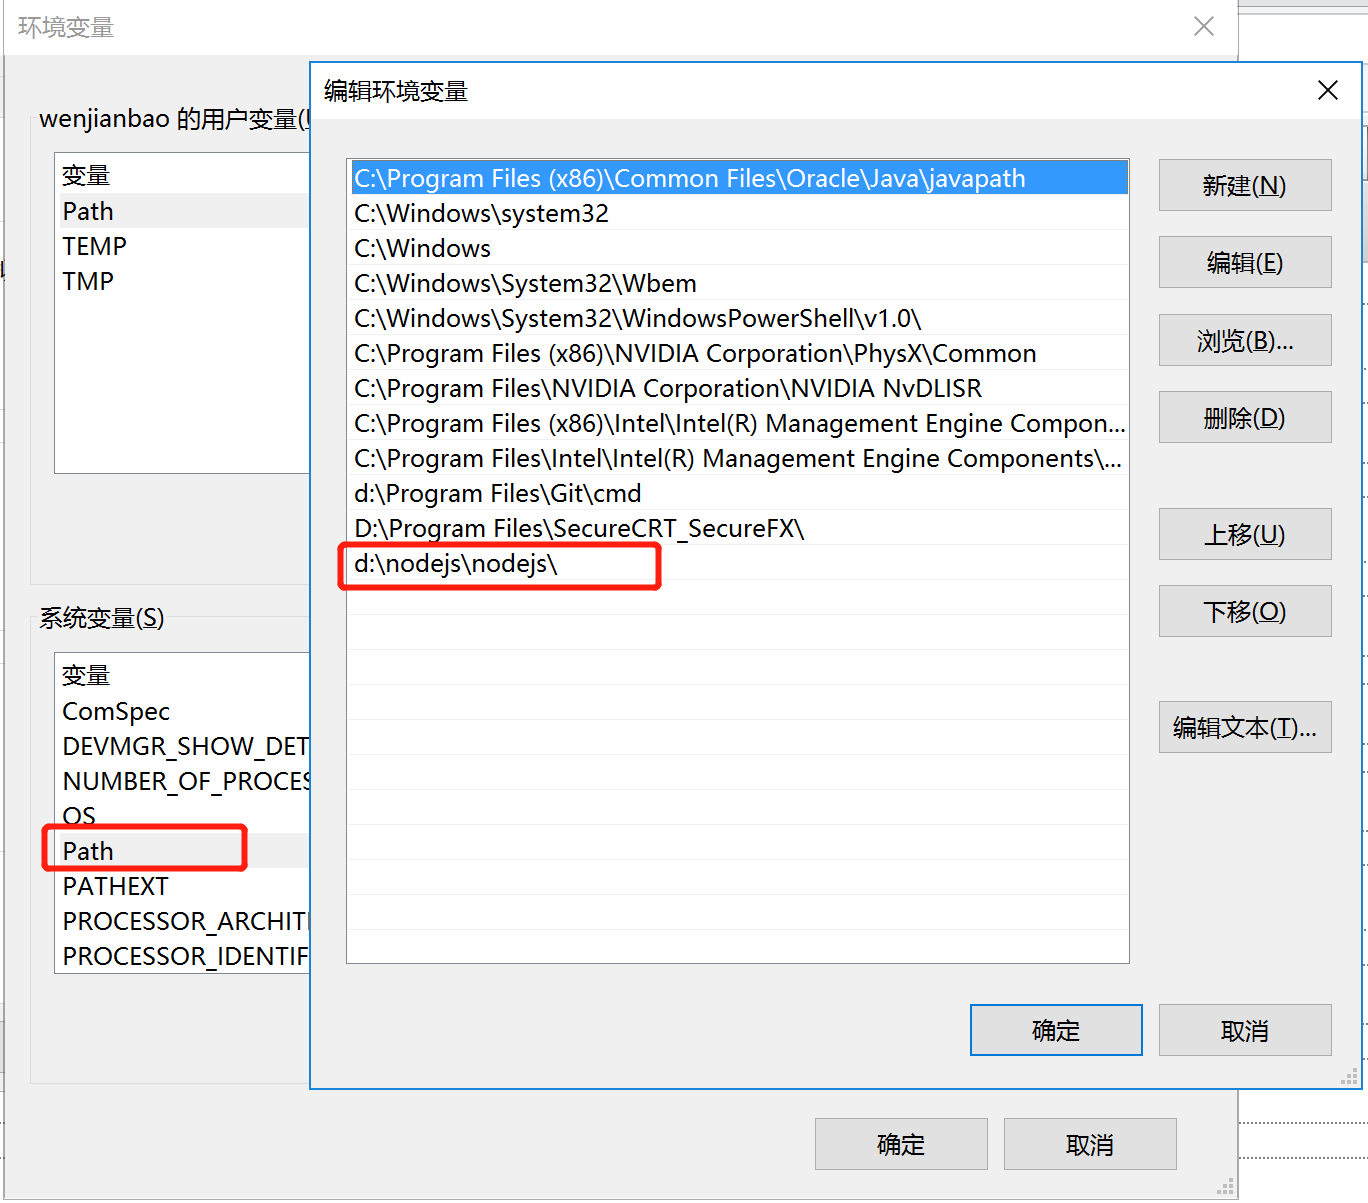 环境变量
编辑环境变量
wenjianbao 的用户变量(U
变量
Path
TEMP
TMP
系统变量(S)
变量
ComSpec
DEVMGR_SHOW_DET
NUMBER_OF_PROCES
OS
Path
PATHEXT
PROCESSOR_ARCHITE
PROCESSOR_IDENTIF
C:\Program Files (x86)\Common Files\Oracle\Java\javapath
C:\Windows\system32
C:\Windows
C:\Windows\System32\Wbem
C:\Windows\System32\WindowsPowerShell\v1.0\
C:\Program Files (x86)\NVIDIA Corporation\PhysX\Common
C:\Program Files\NVIDIA Corporation\NVIDIA NvDLISR
C:\Program Files (x86)\Intel\Intel(R) Management Engine Compon...
C:\Program Files\Intel\Intel(R) Management Engine Components\...
d:\Program Files\Git\cmd
D:\Program Files\SecureCRT_SecureFX\
d:\nodejs\nodejs\
新建(N)
编辑(E)
浏览(B)...
删除(D)
上移(U)
下移(O)
编辑文本(T)...
确定
取消
确定
取消